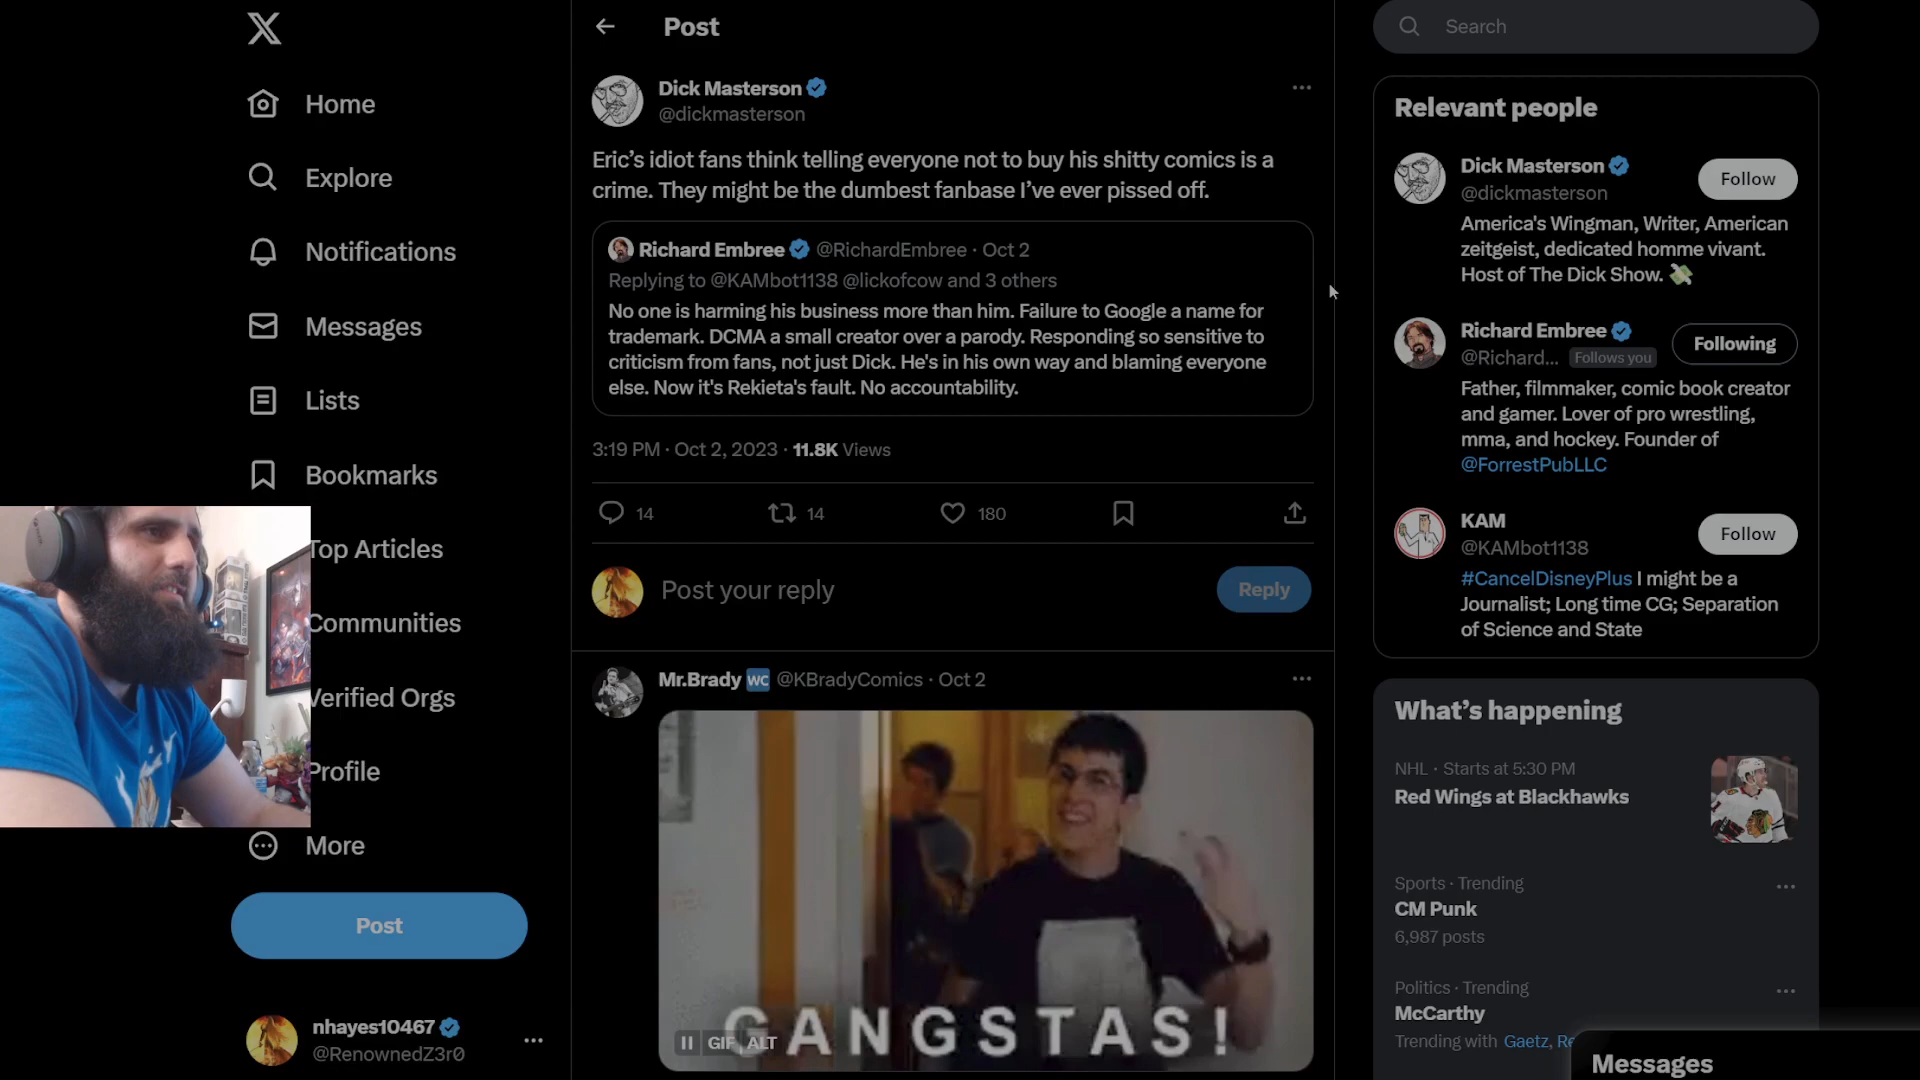 Home
Explore
Notifications
Messages
Lists
Bookmarks
Top Articles
Communities
Verified Orgs
Profile
More
Post
nhayes10467
@RenownedZ3r0
Post
Dick Masterson
@dickmasterson
Eric’s idiot fans think telling everyone not to buy his shitty comics is a
crime. They might be the dumbest fanbase I’ve ever pissed off.
Richard Embree @RichardEmbree · Oct 2
Replying to @KAMbot1138 @lickofcow and 3 others
No one is harming his business more than him. Failure to Google a name for
trademark. DCMA a small creator over a parody. Responding so sensitive to
criticism from fans, not just Dick. He's in his own way and blaming everyone
else. Now it's Rekieta's fault. No accountability.
3:19 PM · Oct 2, 2023 · 11.8K Views
14 14 180
Post your reply
Reply
Mr.Brady WC @KBradyComics · Oct 2
GANGSTAS!
GIF ALT
Search
Relevant people
Dick Masterson
@dickmasterson
Follow
America's Wingman, Writer, American
zeitgeist, dedicated homme vivant.
Host of The Dick Show.
Richard Embree
@Richard... Follows you
Following
Father, filmmaker, comic book creator
and gamer. Lover of pro wrestling,
mma, and hockey. Founder of
@ForrestPubLLC
KAM
@KAMbot1138
Follow
#CancelDisneyPlus I might be a
Journalist; Long time CG; Separation
of Science and State
What’s happening
NHL · Starts at 5:30 PM
Red Wings at Blackhawks
Sports · Trending
CM Punk
6,987 posts
Politics · Trending
McCarthy
Trending with Gaetz, Re
Messages